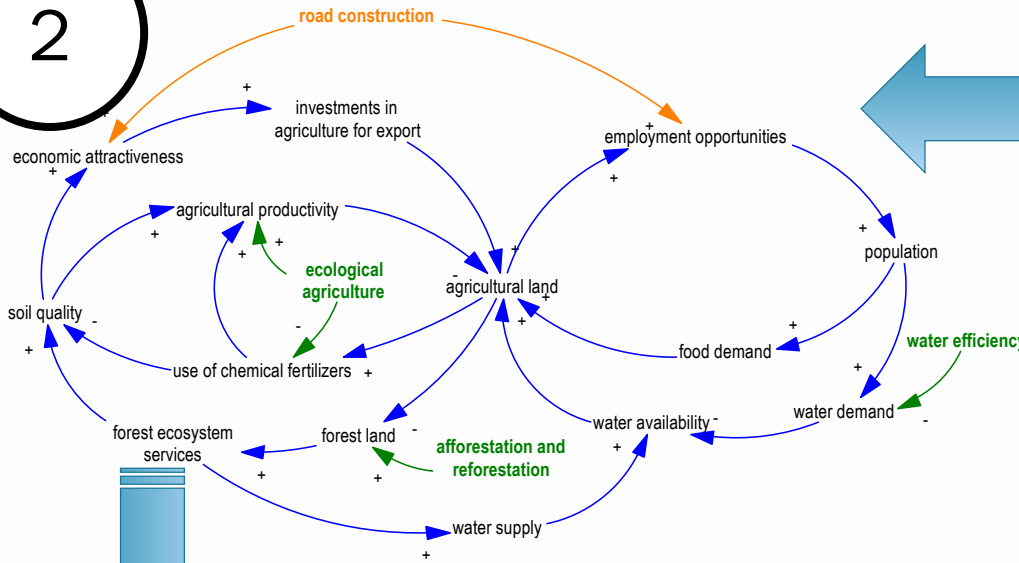 2
road construction
+
+
investments in
agriculture for export
+
employment opportunities
economic attractiveness
+
+
agricultural productivity
+
+
+
+
population
+
-
ecological
agriculture
agricultural land
+
soil quality
-
-
+
+
food demand
water efficiency
+
use of chemical fertilizers
+
+
water demand
-
forest ecosystem
services
forest land
-
water availability
-
+
afforestation and
reforestation
+
+
water supply
+